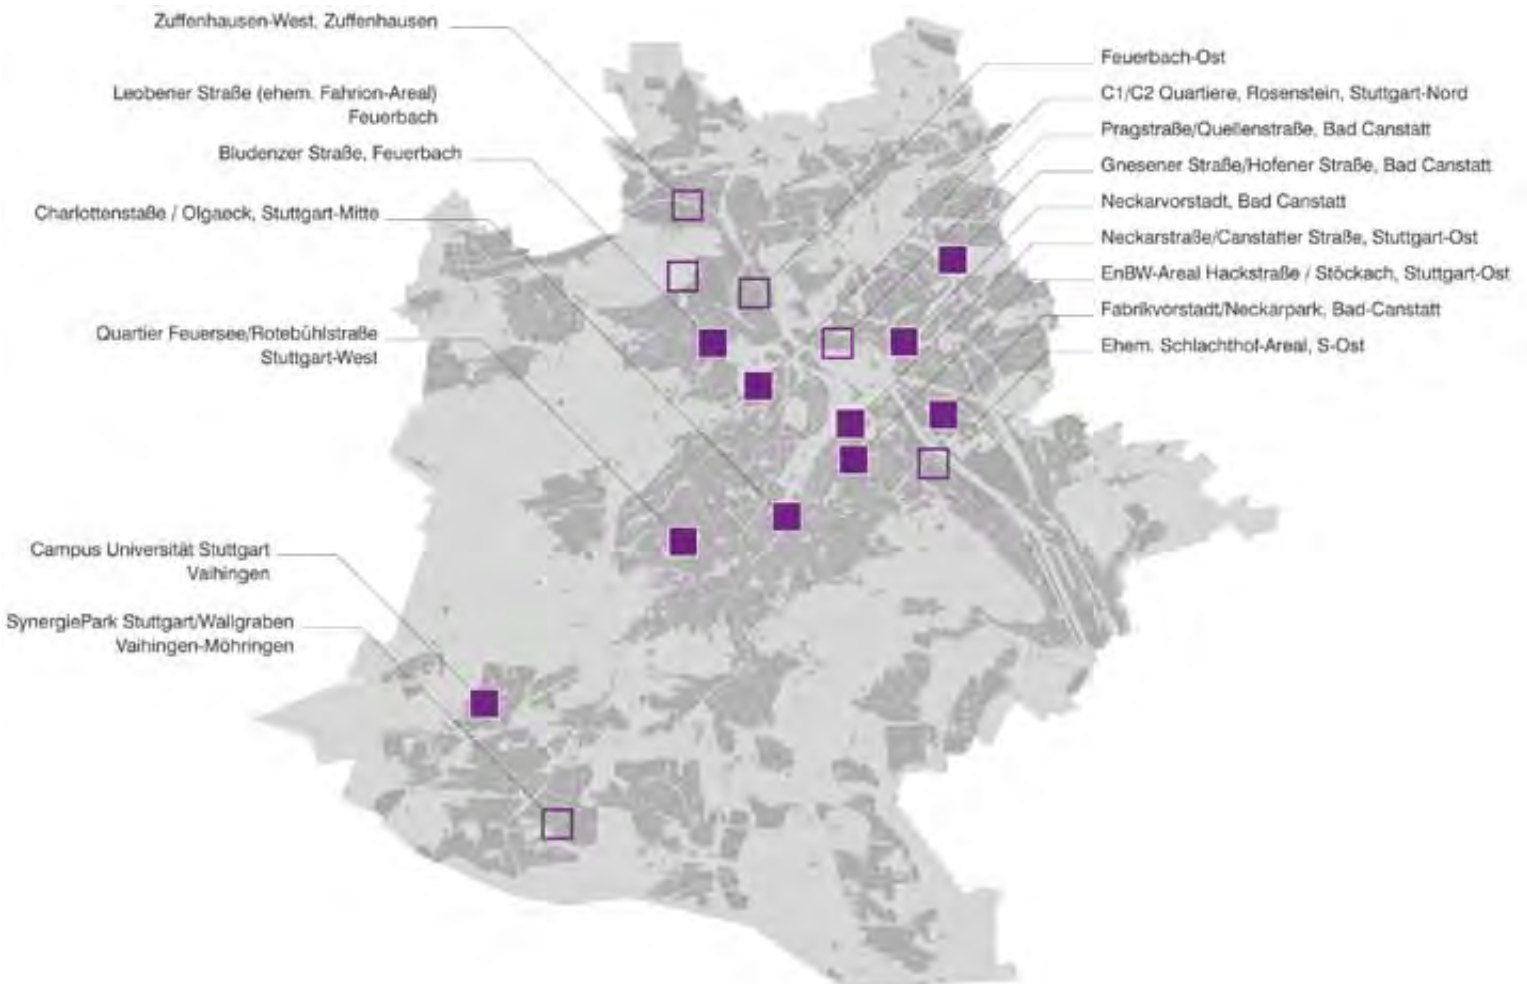 Zuffenhausen-West, Zuffenhausen
Leobener Straße (ehem. Fahrion-Areal)
Feuerbach
Bludenzer Straße, Feuerbach
Charlottenstaße / Olgaeck, Stuttgart-Mitte
Quartier Feuersee/Rotebühlstraße
Stuttgart-West
Campus Universität Stuttgart
Vaihingen
SynergiePark Stuttgart/Wallgraben
Vaihingen-Möhringen
Feuerbach-Ost
C1/C2 Quartiere, Rosenstein, Stuttgart-Nord
Pragstraße/Quellenstraße, Bad Canstatt
Gnesener Straße/Hofener Straße, Bad Canstatt
Neckarvorstadt, Bad Canstatt
Neckarstraße/Canstatter Straße, Stuttgart-Ost
EnBW-Areal Hackstraße / Stöckach, Stuttgart-Ost
Fabrikvorstadt/Neckarpark, Bad-Canstatt
Ehem. Schlachthof-Areal, S-Ost